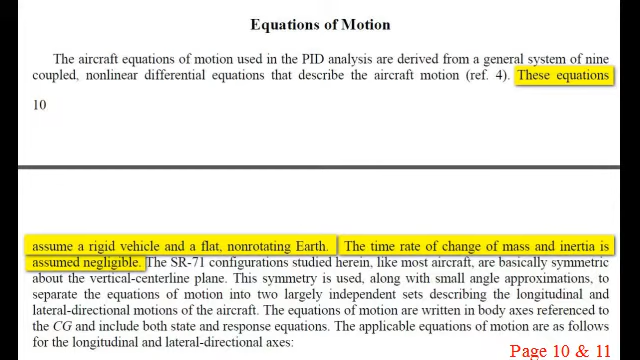 Equations of Motion
The aircraft equations of motion used in the PID analysis are derived from a general system of nine
coupled, nonlinear differential equations that describe the aircraft motion (ref. 4). These equations
10
assume a rigid vehicle and a flat, nonrotating Earth. The time rate of change of mass and inertia is
assumed negligible. The SR-71 configurations studied herein, like most aircraft, are basically symmetric
about the vertical-centerline plane. This symmetry is used, along with small angle approximations, to
separate the equations of motion into two largely independent sets describing the longitudinal and
lateral-directional motions of the aircraft. The equations of motion are written in body axes referenced to
the CG and include both state and response equations. The applicable equations of motion are as follows
for the longitudinal and lateral-directional axes:
Page 10 & 11